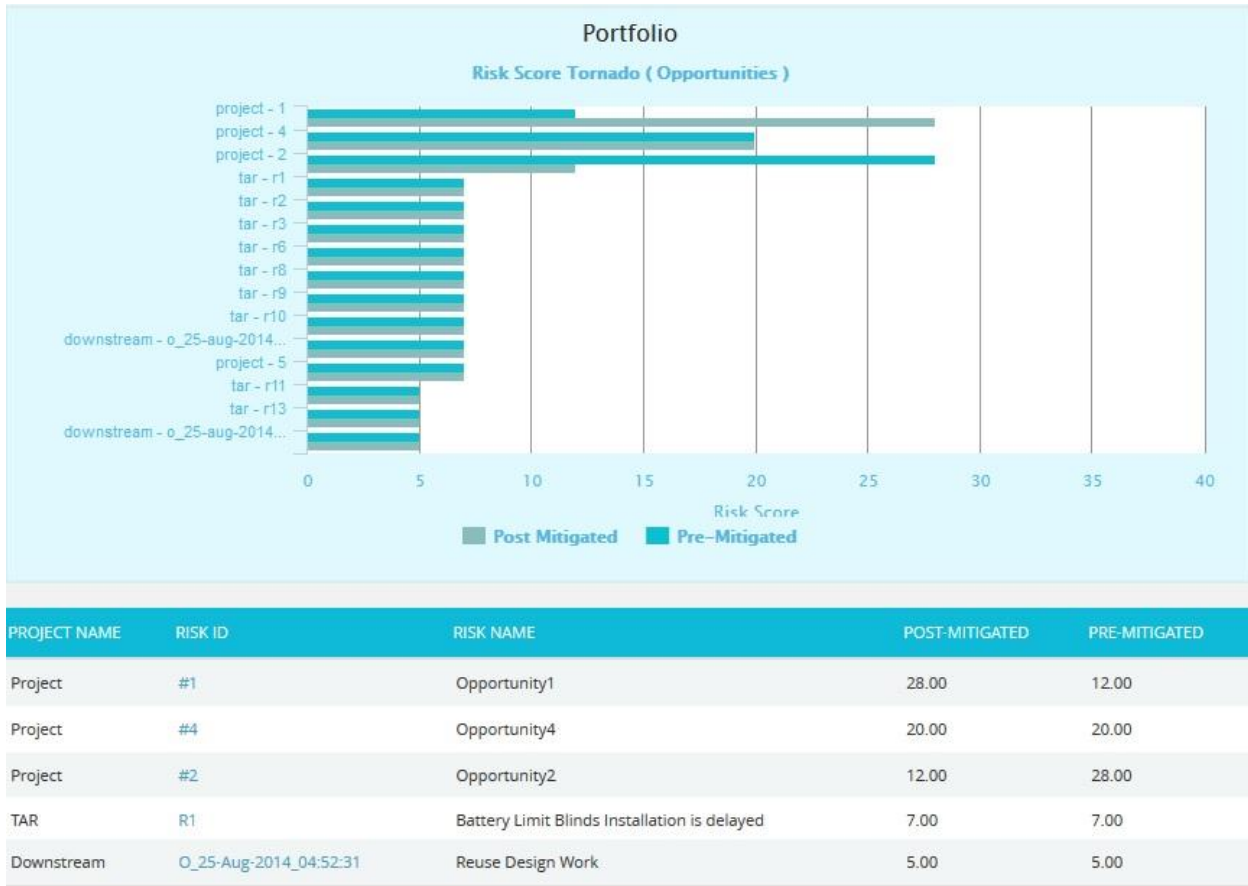 Portfolio
Risk Score Tornado ( Opportunities )
project - 1
project - 4
project - 2
tar - r1
tar - r2
tar - r3
tar - r6
tar - r8
tar - r9
tar - r10
downstream - o_25-aug-2014...
project - 5
tar - r11
tar - r13
downstream - o_25-aug-2014...
0 5 10 15 20 25 30 35 40
Risk Score
Post Mitigated Pre-Mitigated
PROJECT NAME RISK ID RISK NAME POST-MITIGATED PRE-MITIGATED
Project #1 Opportunity1 28.00 12.00
Project #4 Opportunity4 20.00 20.00
Project #2 Opportunity2 12.00 28.00
TAR R1 Battery Limit Blinds Installation is delayed 7.00 7.00
Downstream O_25-Aug-2014_04:52:31 Reuse Design Work 5.00 5.00